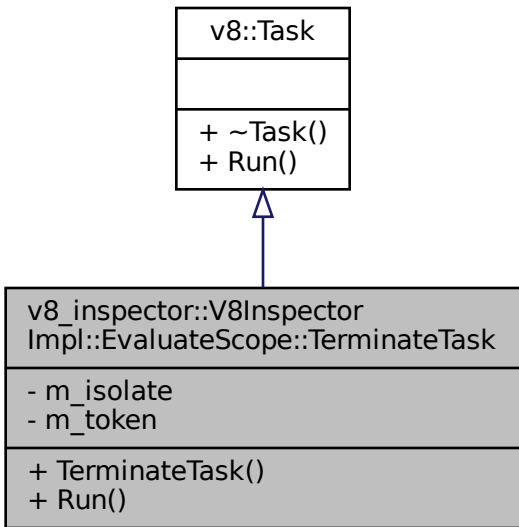 v8::Task
+ ~Task()
+ Run()
v8_inspector::V8Inspector
Impl::EvaluateScope::TerminateTask
- m_isolate
- m_token
+ TerminateTask()
+ Run()